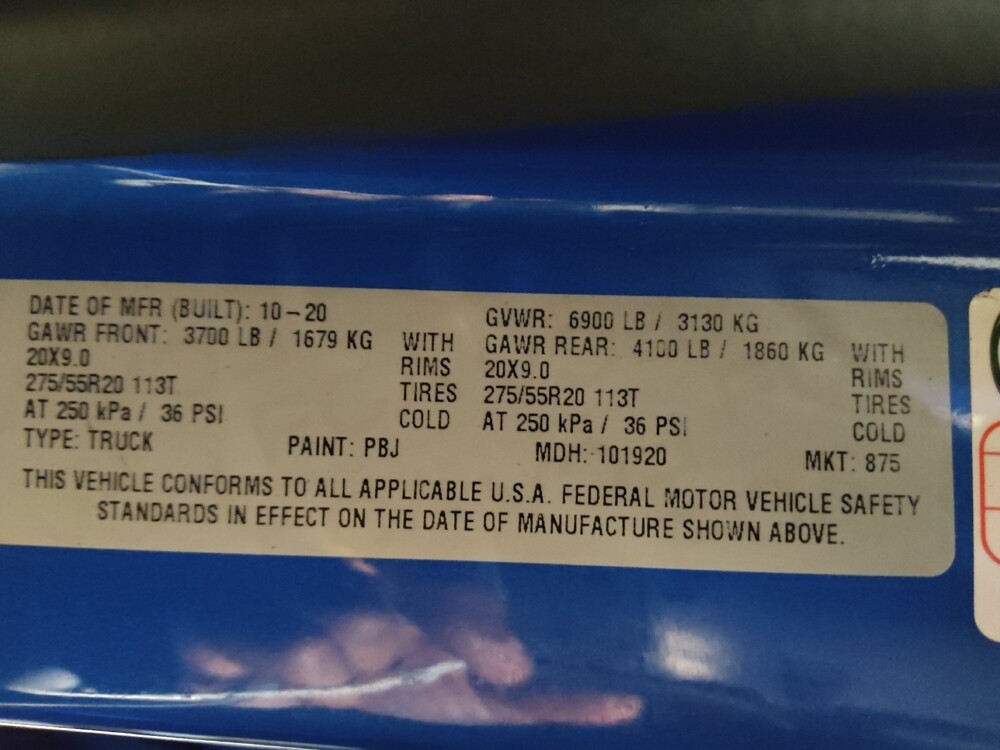 DATE OF MFR (BUILT): 10-20
GVWR: 6900 LB / 3130 KG
GAWR FRONT: 3700 LB / 1679 KG WITH
20X9.0 RIMS
275/55R20 113T TIRES
AT 250 kPa / 36 PSI COLD
GAWR REAR: 4100 LB / 1860 KG WITH
20X9.0 RIMS
275/55R20 113T TIRES
AT 250 kPa / 36 PSI COLD
TYPE: TRUCK PAINT: PBJ MDH: 101920 MKT: 875
THIS VEHICLE CONFORMS TO ALL APPLICABLE U.S.A. FEDERAL MOTOR VEHICLE SAFETY
STANDARDS IN EFFECT ON THE DATE OF MANUFACTURE SHOWN ABOVE.